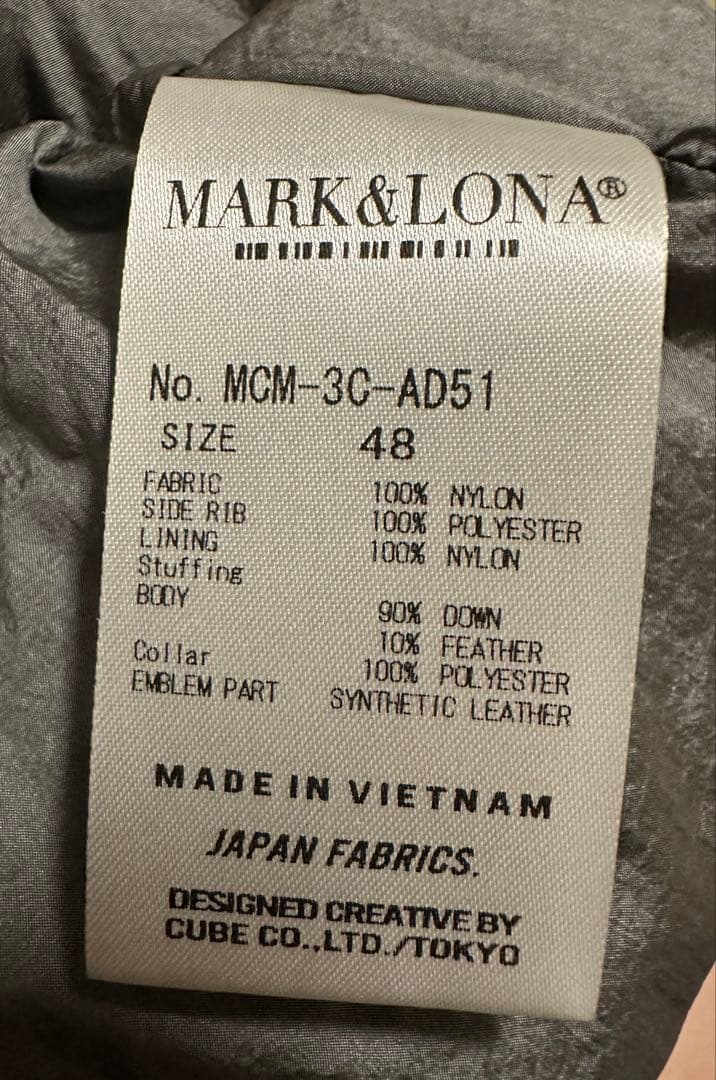 MARK&LONA®
No. MCM-3C-AD51
SIZE 48
FABRIC 100% NYLON
SIDE RIB 100% POLYESTER
LINING 100% NYLON
Stuffing
BODY 90% DOWN
10% FEATHER
Collar 100% POLYESTER
EMBLEM PART SYNTHETIC LEATHER
MADE IN VIETNAM
JAPAN FABRICS.
DESIGNED CREATIVE BY
CUBE CO.,LTD./TOKYO